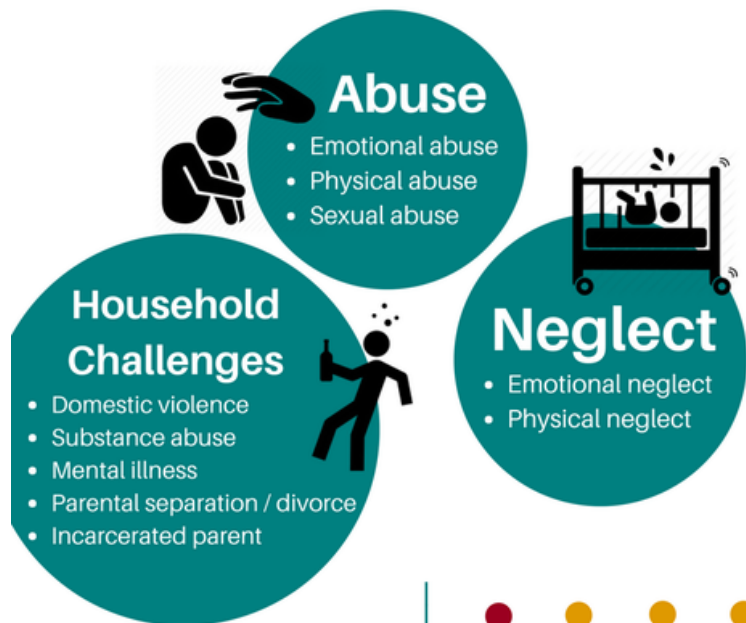 Abuse
• Emotional abuse
• Physical abuse
• Sexual abuse
Household
Challenges
• Domestic violence
• Substance abuse
• Mental illness
• Parental separation / divorce
• Incarcerated parent
Neglect
• Emotional neglect
• Physical neglect